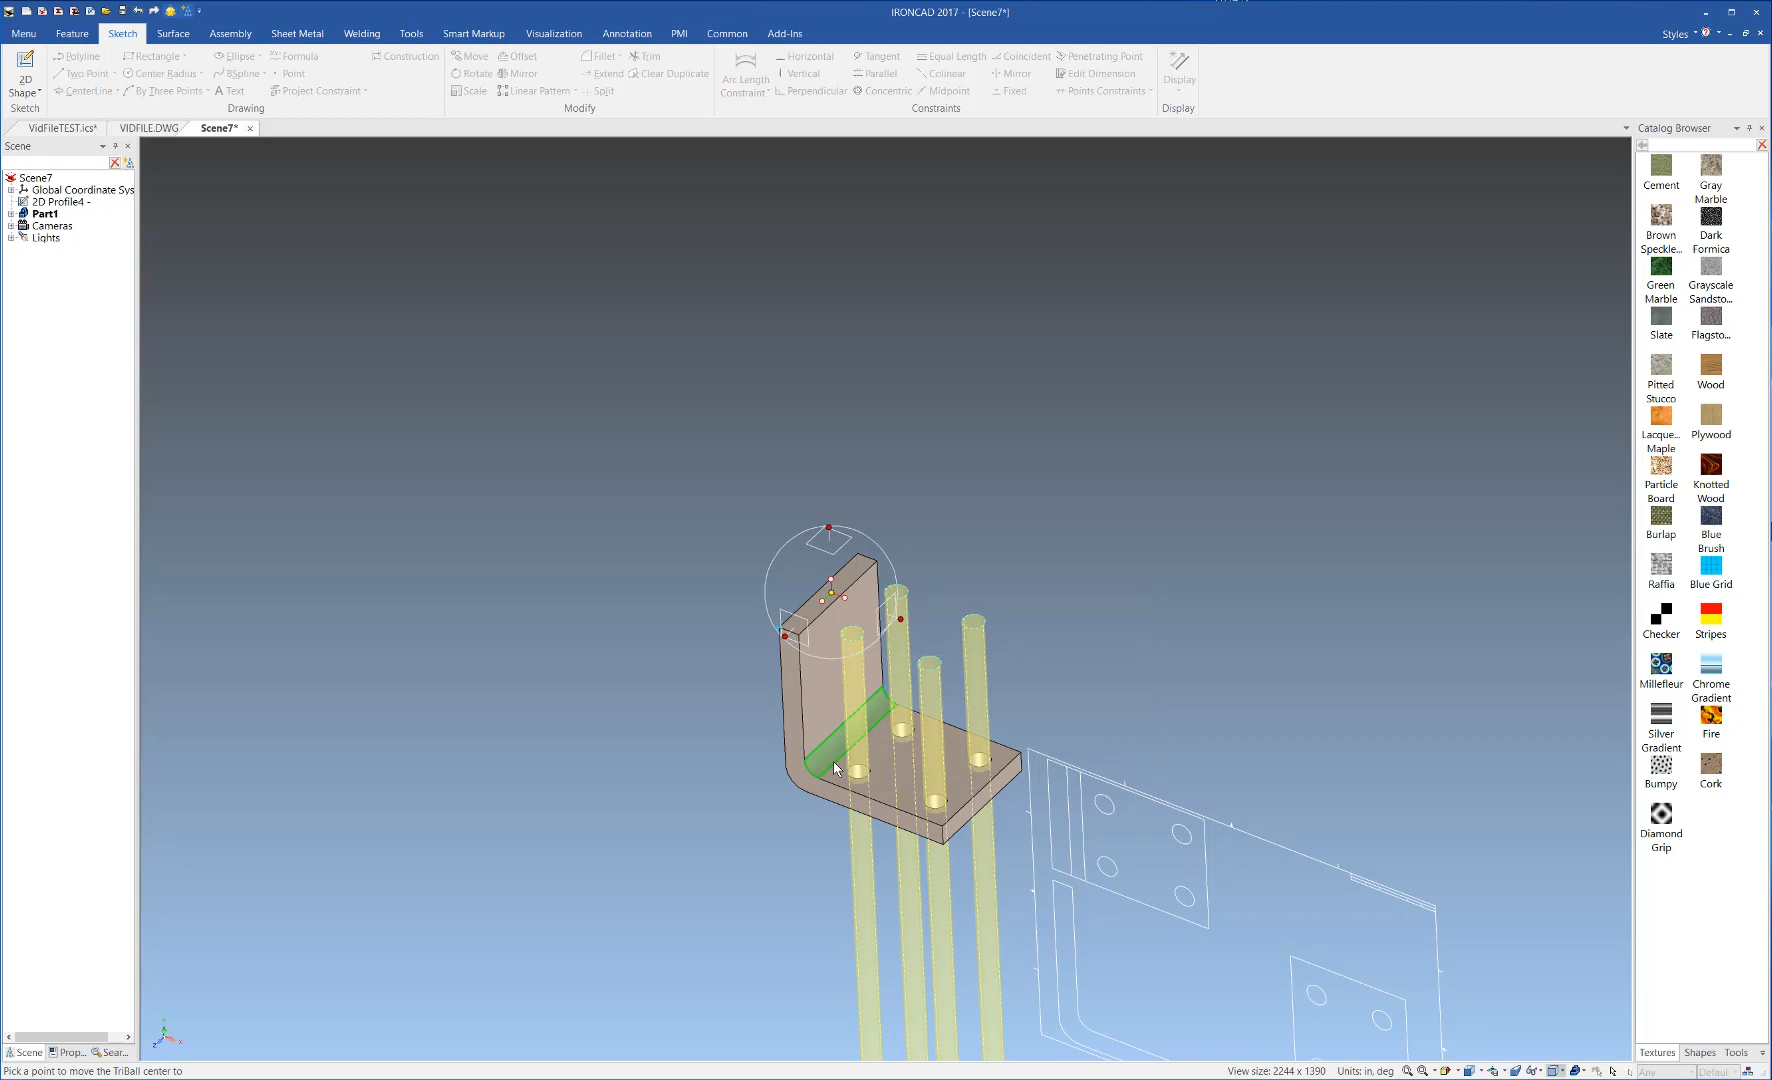 IRONCAD 2017 - [Scene7*]
Menu Feature Sketch Surface Assembly Sheet Metal Welding Tools Smart Markup Visualization Annotation PMI Common Add-Ins Styles
Polyline Rectangle Ellipse Formula Construction Move Offset Fillet Trim Horizontal Tangent Equal Length Coincident Penetrating Point
2D Shape Two Point Center Radius BSpline Point Rotate Mirror Extend Clear Duplicate Arc Length Constraint Vertical Parallel Colinear Mirror Edit Dimension Display
CenterLine By Three Points Text Project Constraint Scale Linear Pattern Split Perpendicular Concentric Midpoint Fixed Points Constraints
Sketch Drawing Modify Constraints Display
VidFileTEST.ics* VIDFILE.DWG Scene7*
Scene
Scene7
Global Coordinate Sys
2D Profile4 -
Part1
Cameras
Lights
Catalog Browser
Cement Gray Marble
Brown Speckle... Dark Formica
Green Marble Grayscale Sandsto...
Slate Flagsto...
Pitted Stucco Wood
Lacque... Maple Plywood
Particle Board Knotted Wood
Burlap Blue Brush
Raffia Blue Grid
Checker Stripes
Millefleur Chrome Gradient
Silver Gradient Fire
Bumpy Cork
Diamond Grip
Scene Prop... Sear...
Textures Shapes Tools
Pick a point to move the TriBall center to
View size: 2244 x 1390 Units: in, deg
Any Default